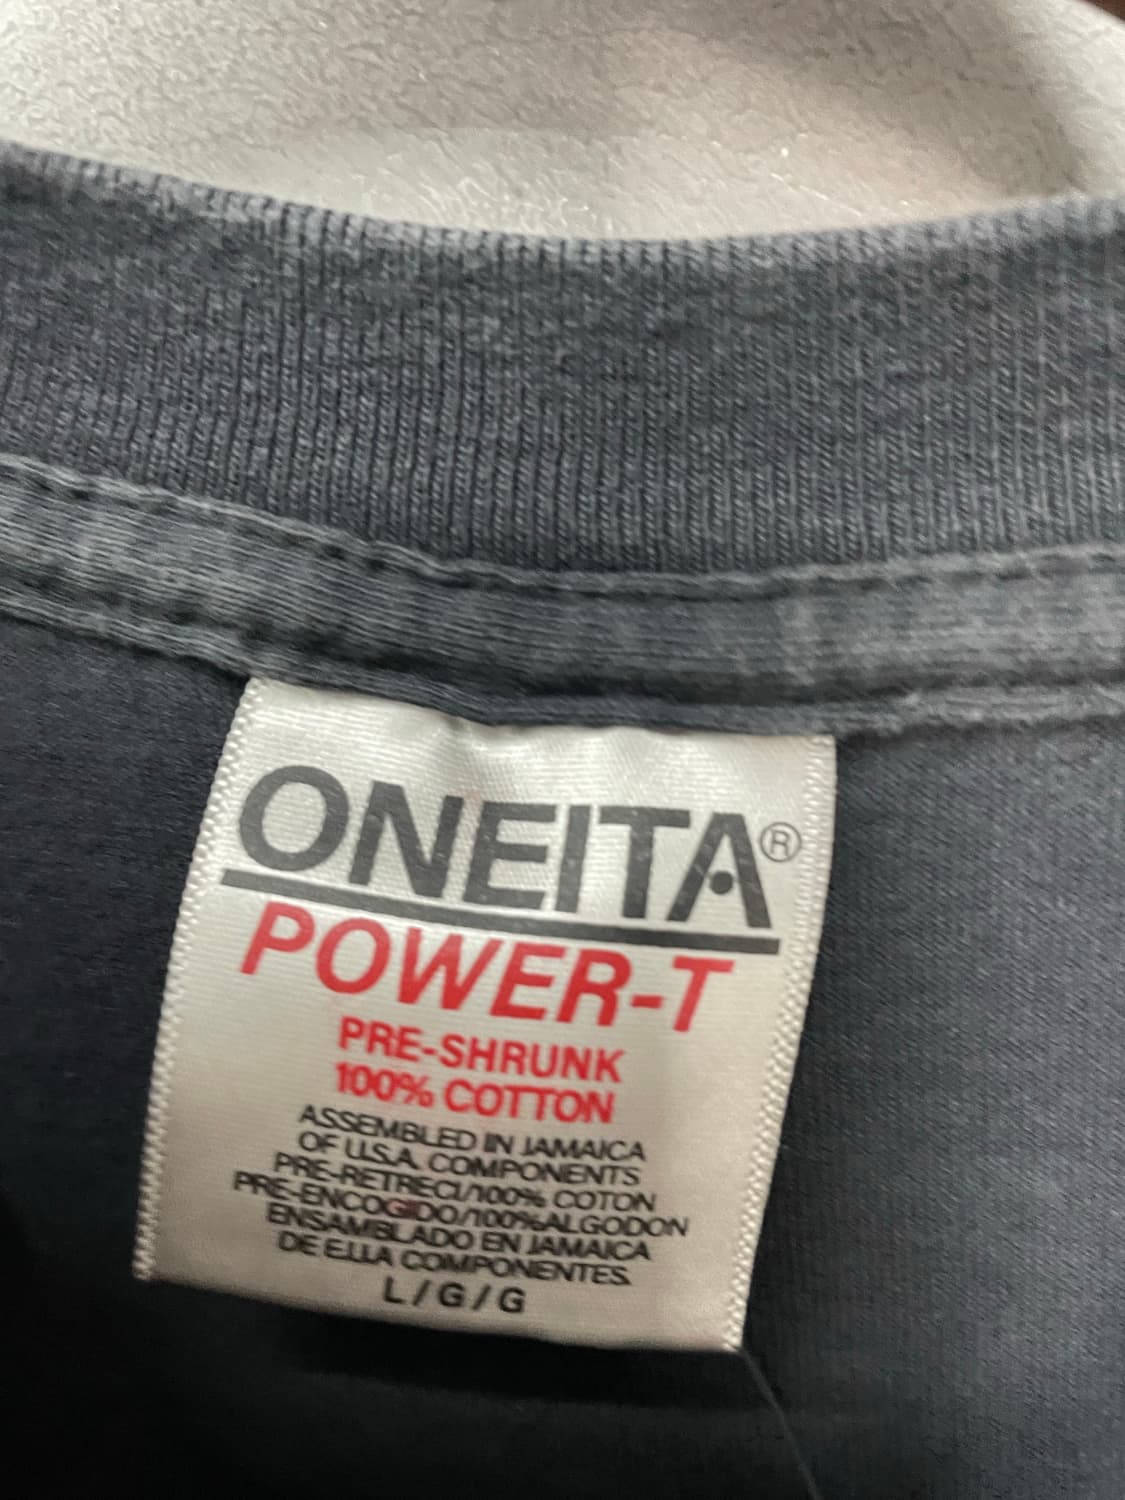 ONEITA®
POWER-T
PRE-SHRUNK
100% COTTON
ASSEMBLED IN JAMAICA
OF U.S.A. COMPONENTS
PRE-RETRECI/100% COTON
PRE-ENCOGIDO/100%ALGODON
ENSAMBLADO EN JAMAICA
DE E.U.A COMPONENTES.
L/G/G